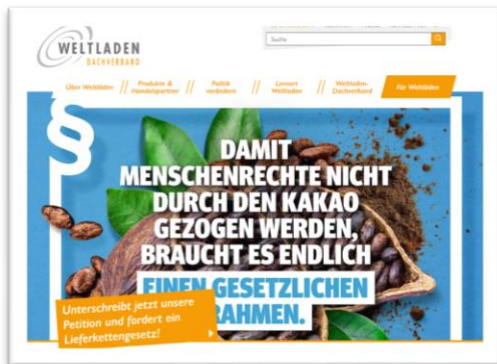 WELTLADEN
DACHVERBAND
Suche
Über Weltläden // Produkte & Handelspartner // Politik verändern // Lernort Weltladen // Weltladen-Dachverband
Für Weltläden
§
DAMIT
MENSCHENRECHTE NICHT
DURCH DEN KAKAO
GEZOGEN WERDEN,
BRAUCHT ES ENDLICH
EINEN GESETZLICHEN
RAHMEN.
Unterschreibt jetzt unsere
Petition und fordert ein
Lieferkettengesetz!